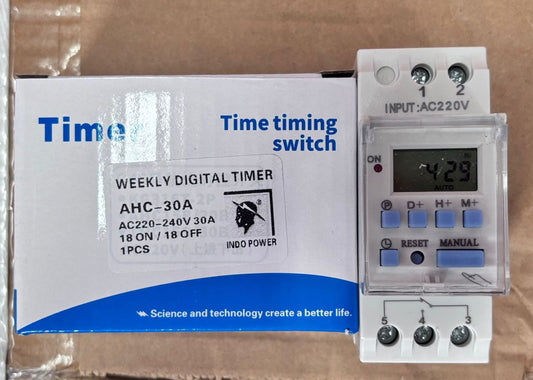 Timer
Time timing
switch
WEEKLY DIGITAL TIMER
AHC-30A
AC220-240V 30A
18 ON / 18 OFF
1PCS
INDO POWER
Science and technology create a better life.
1 2
INPUT:AC220V
ON
4:29
AUTO
P D+ H+ M+
RESET MANUAL
5 4 3